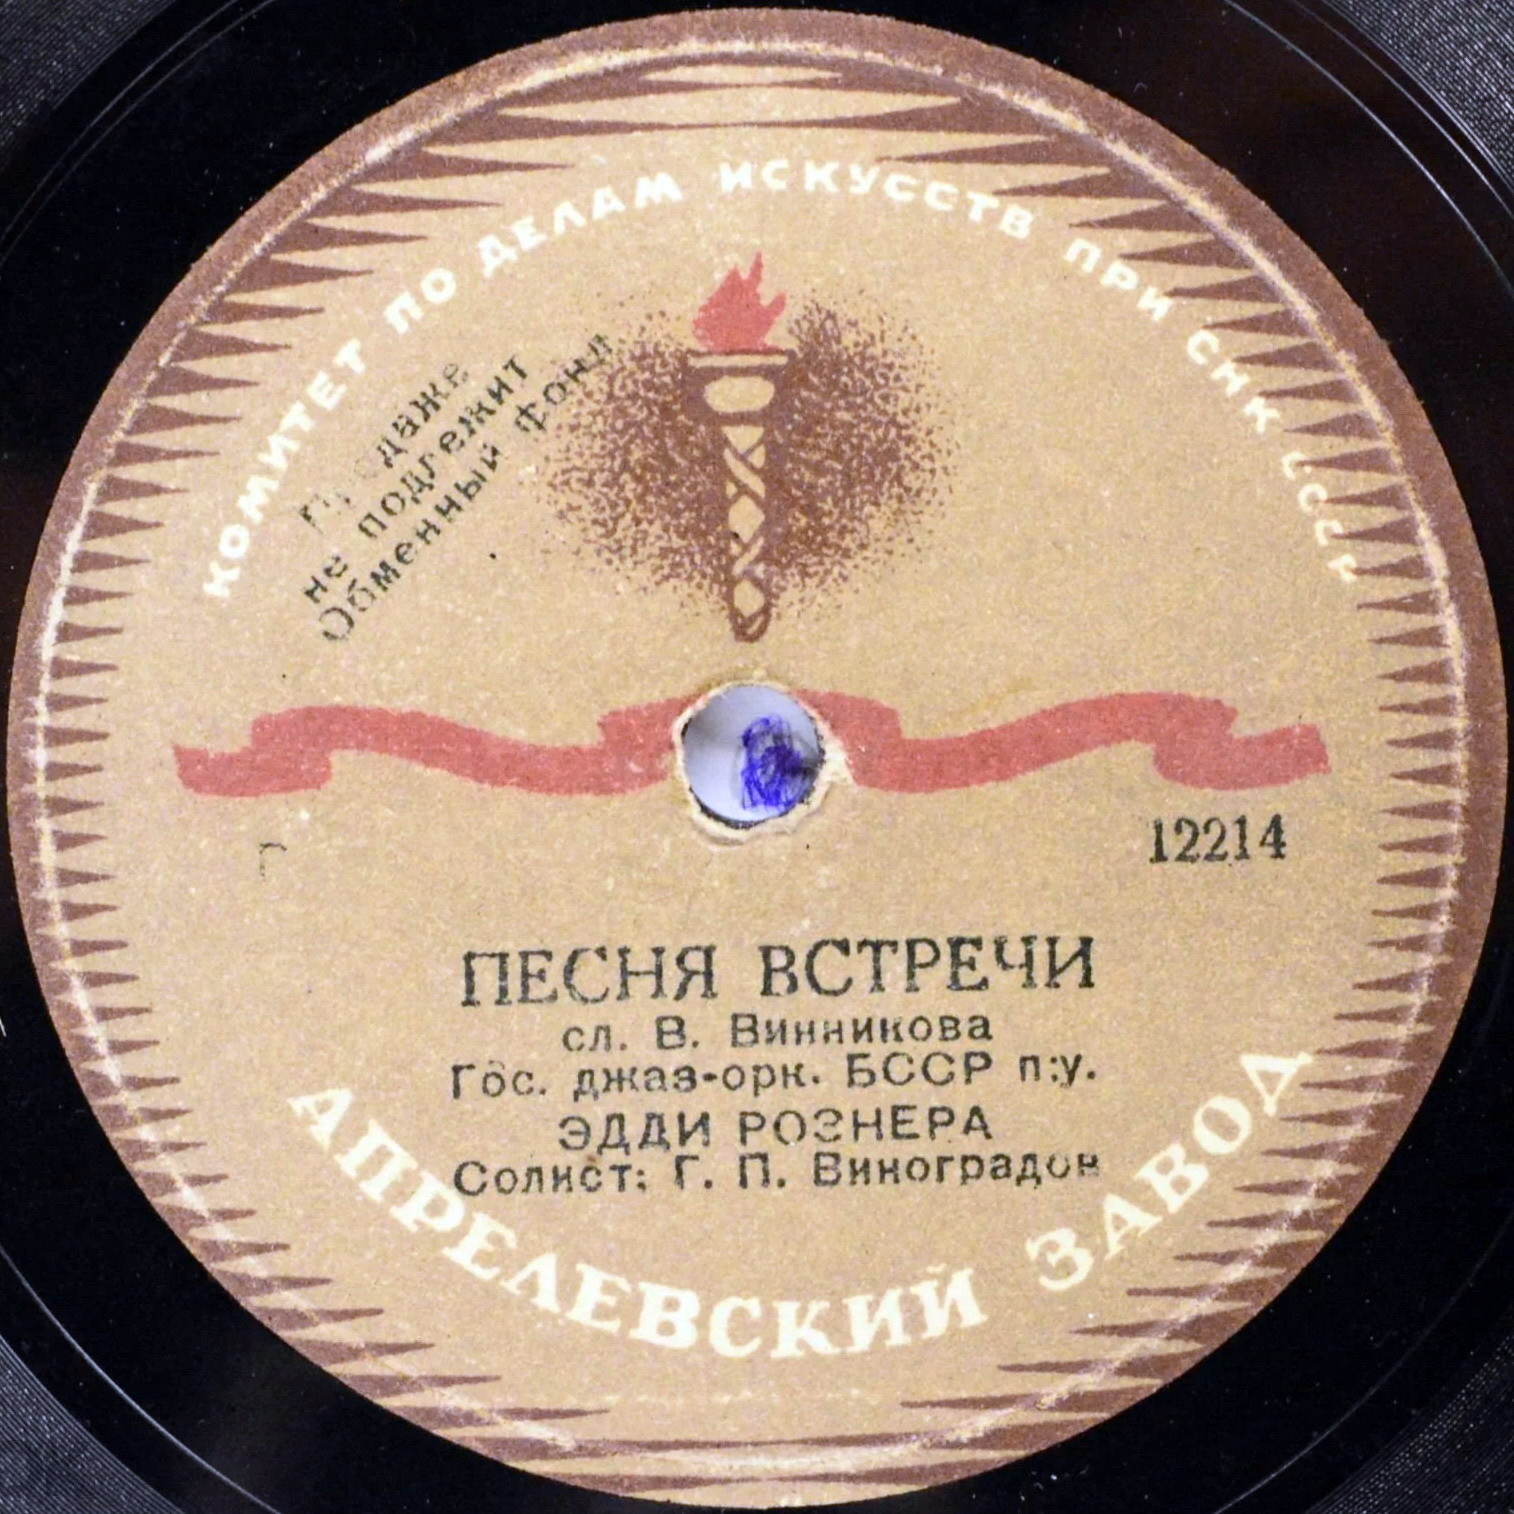 КОМИТЕТ ПО ДЕЛАМ ИСКУССТВ ПРИ СНК СССР
Продаже
не подлежит
Обменный фонд
Г
12214
ПЕСНЯ ВСТРЕЧИ
сл. В. Винникова
Гос. джаз-орк. БССР п:у.
ЭДДИ РОЗНЕРА
Солист: Г. П. Виноградов
АПРЕЛЕВСКИЙ ЗАВОД